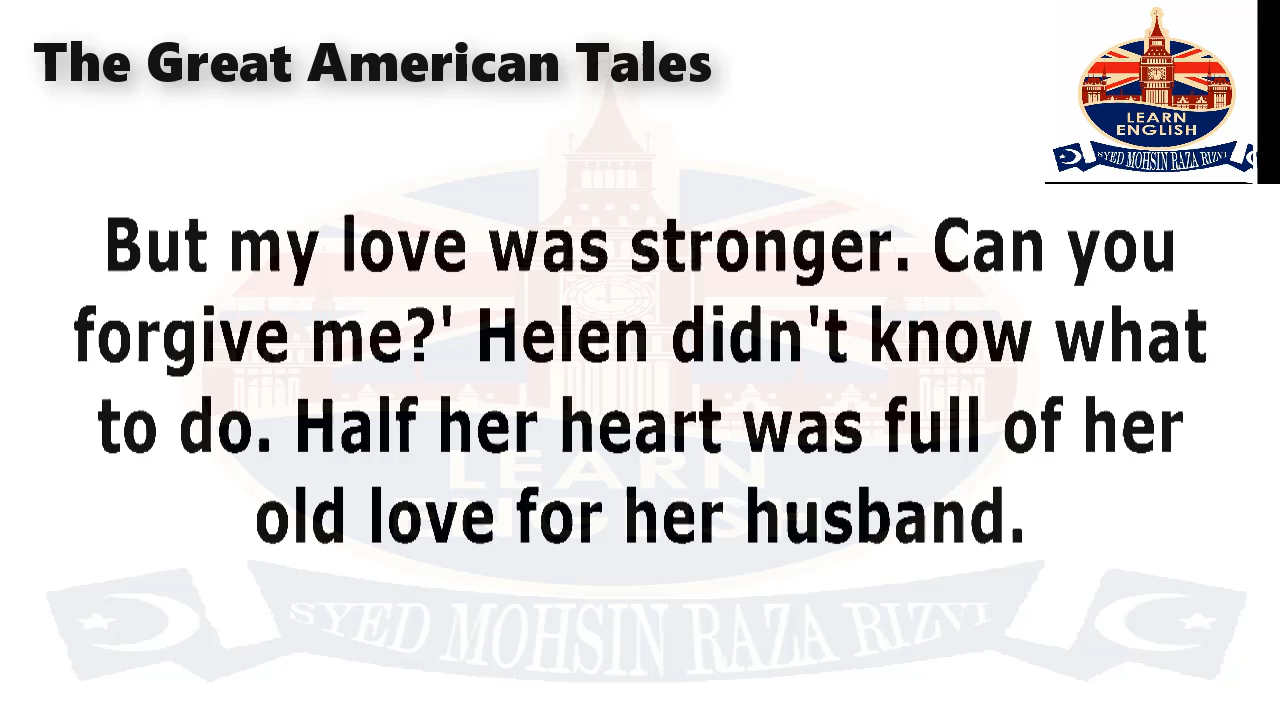 The Great American Tales
LEARN
ENGLISH
SYED MOHSIN RAZA RIZVI
But my love was stronger. Can you
forgive me?' Helen didn't know what
to do. Half her heart was full of her
old love for her husband.
LEARN
ENGLISH
SYED MOHSIN RAZA RIZVI